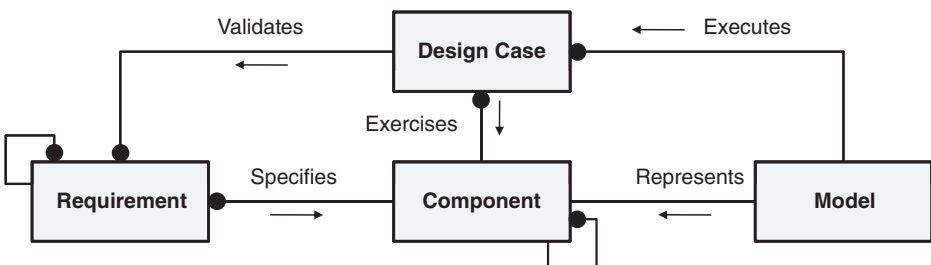 Validates
Executes
Design Case
Exercises
Specifies
Represents
Requirement
Component
Model